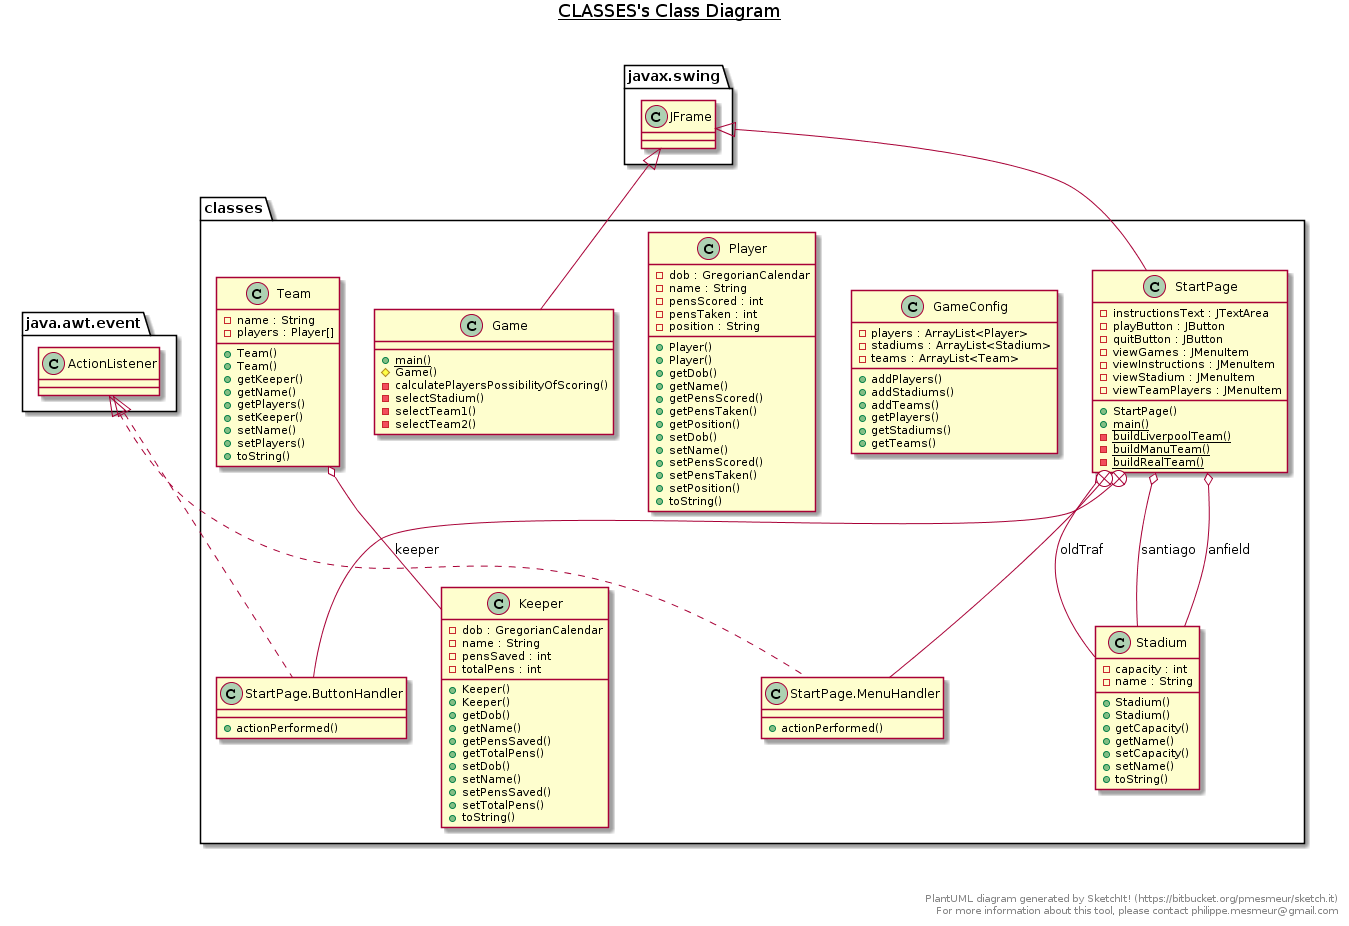 CLASSES's Class Diagram
javax.swing
C JFrame
classes
java.awt.event
C ActionListener
C Team
name : String
players : Player[]
Team()
Team()
getKeeper()
getName()
getPlayers()
setKeeper()
setName()
setPlayers()
toString()
C Game
main()
Game()
calculatePlayersPossibilityOfScoring()
selectStadium()
selectTeam1()
selectTeam2()
C Player
dob : GregorianCalendar
name : String
pensScored : int
pensTaken : int
position : String
Player()
Player()
getDob()
getName()
getPensScored()
getPensTaken()
getPosition()
setDob()
setName()
setPensScored()
setPensTaken()
setPosition()
toString()
C GameConfig
players : ArrayList<Player>
stadiums : ArrayList<Stadium>
teams : ArrayList<Team>
addPlayers()
addStadiums()
addTeams()
getPlayers()
getStadiums()
getTeams()
C StartPage
instructionsText : JTextArea
playButton : JButton
quitButton : JButton
viewGames : JMenuItem
viewInstructions : JMenuItem
viewStadium : JMenuItem
viewTeamPlayers : JMenuItem
StartPage()
main()
buildLiverpoolTeam()
buildManuTeam()
buildRealTeam()
keeper
oldTraf
santiago
anfield
C StartPage.ButtonHandler
actionPerformed()
C Keeper
dob : GregorianCalendar
name : String
pensSaved : int
totalPens : int
Keeper()
Keeper()
getDob()
getName()
getPensSaved()
getTotalPens()
setDob()
setName()
setPensSaved()
setTotalPens()
toString()
C StartPage.MenuHandler
actionPerformed()
C Stadium
capacity : int
name : String
Stadium()
Stadium()
getCapacity()
getName()
setCapacity()
setName()
toString()
PlantUML diagram generated by SketchIt! (https://bitbucket.org/pmesmeur/sketch.it)
For more information about this tool, please contact philippe.mesmeur@gmail.com